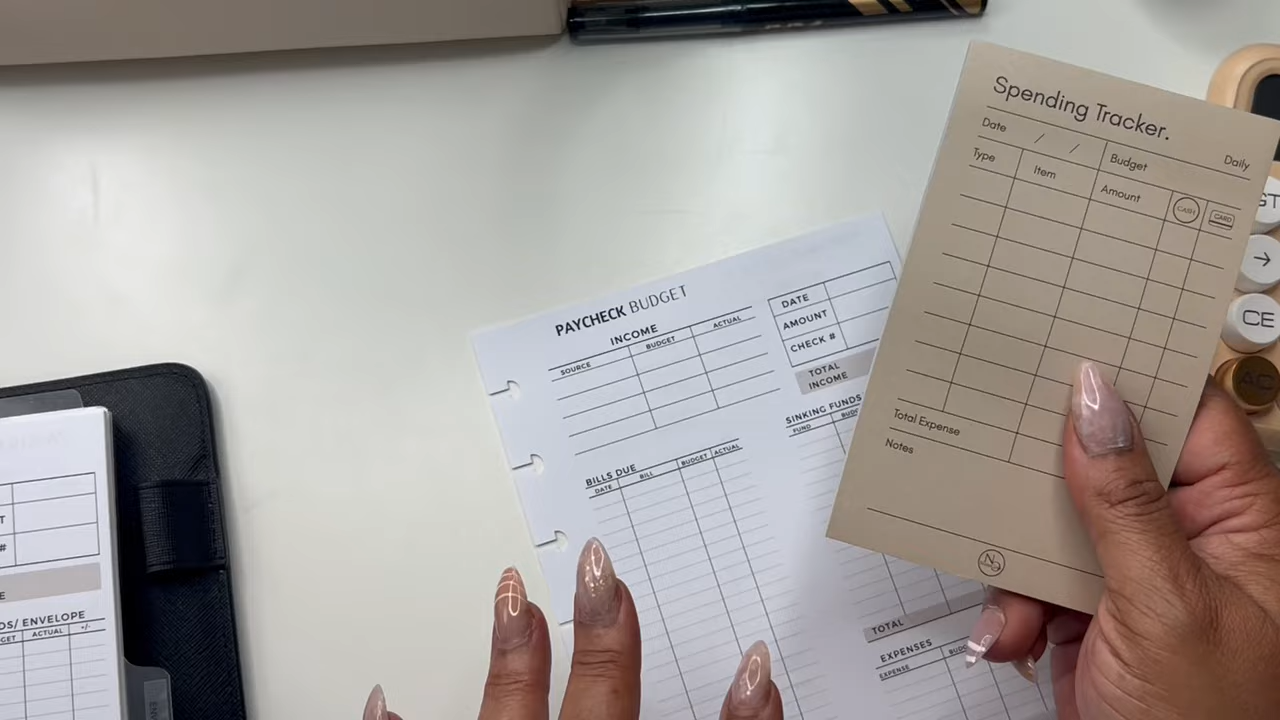 Spending Tracker.
Date / / Budget Daily
Type Item Amount CASH CARD
Total Expense
Notes
PAYCHECK BUDGET
INCOME
SOURCE BUDGET ACTUAL
DATE
AMOUNT
CHECK #
TOTAL
INCOME
SINKING FUNDS
FUND
BILLS DUE
DATE BILL BUDGET ACTUAL
TOTAL
EXPENSES
EXPENSE
#
ENVELOPE
ACTUAL +/-
GT
→
CE
AC